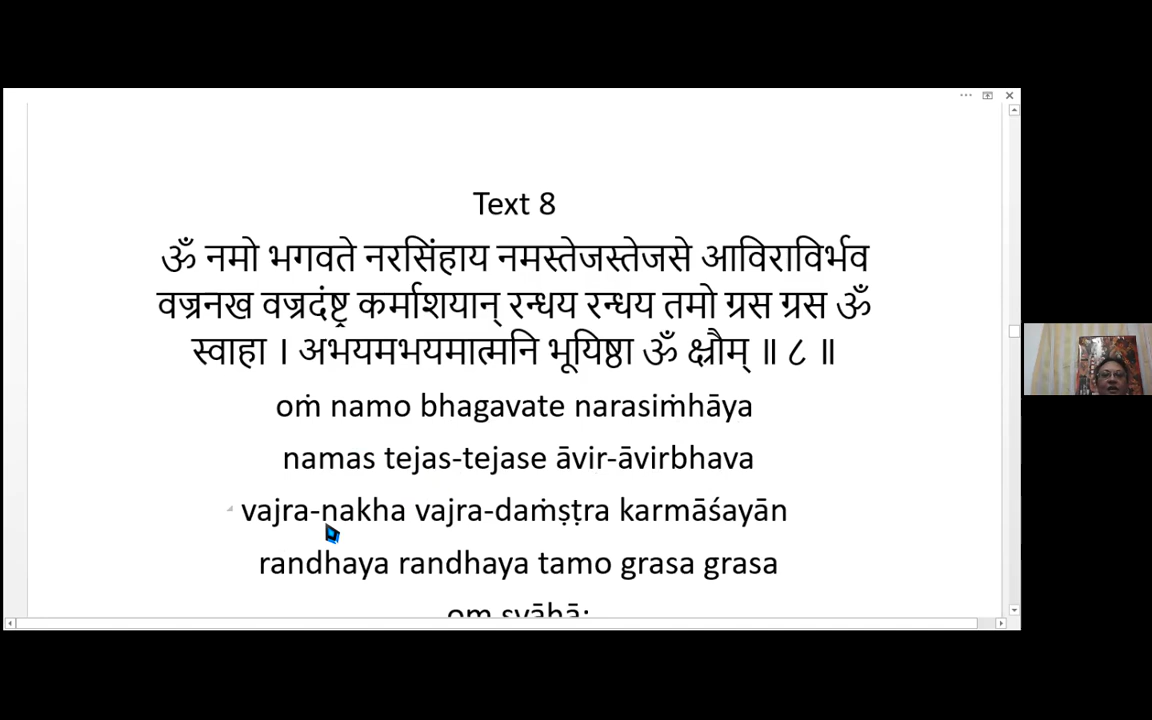 Text 8
ॐ नमो भगवते नरसिंहाय नमस्तेजस्तेजसे आविराविर्भव
वज्रनख वज्रदंष्ट्र कर्माशयान् रन्धय रन्धय तमो ग्रस ग्रस ॐ
स्वाहा । अभयमभयमात्मनि भूयिष्ठा ॐ क्ष्रौम् ॥ ८ ॥
oṁ namo bhagavate narasiṁhāya
namas tejas-tejase āvir-āvirbhava
vajra-nakha vajra-daṁṣṭra karmāśayān
randhaya randhaya tamo grasa grasa
oṁ svāhā;